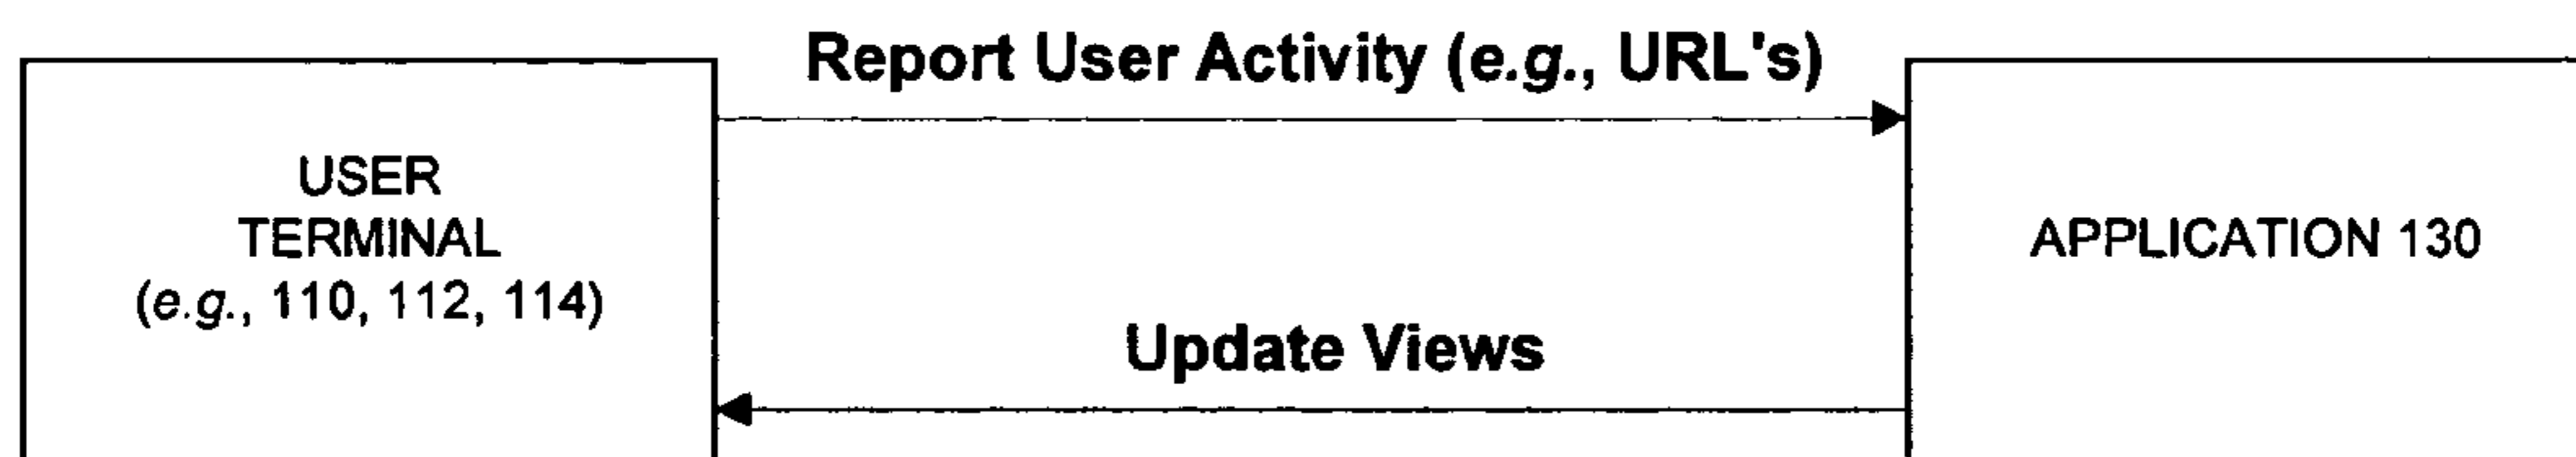 Report User Activity (e.g., URL's)
USER
TERMINAL
(e.g., 110, 112, 114)
APPLICATION 130
Update Views